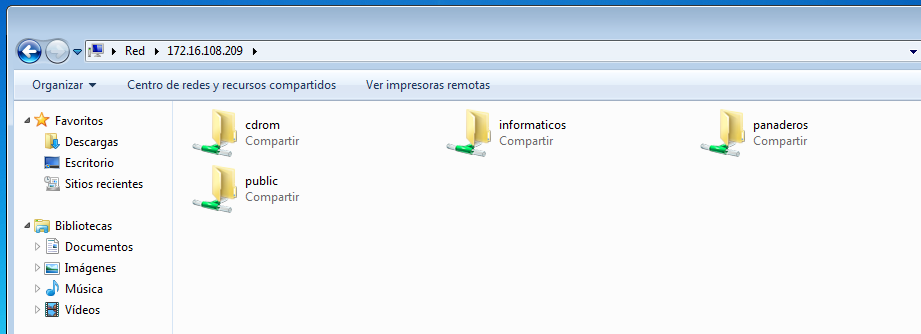 Red 172.16.108.209
Organizar Centro de redes y recursos compartidos Ver impresoras remotas
Favoritos
Descargas
Escritorio
Sitios recientes
Bibliotecas
Documentos
Imágenes
Música
Vídeos
cdrom
Compartir
informaticos
Compartir
panaderos
Compartir
public
Compartir